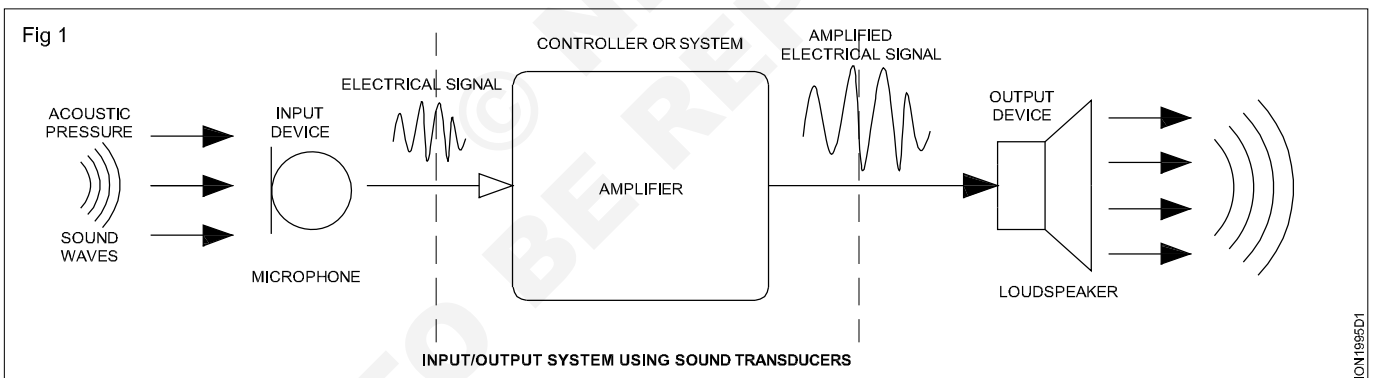 Fig 1
CONTROLLER OR SYSTEM
AMPLIFIED
ELECTRICAL SIGNAL
ELECTRICAL SIGNAL
ACOUSTIC
PRESSURE
INPUT
DEVICE
OUTPUT
DEVICE
AMPLIFIER
SOUND
WAVES
MICROPHONE
LOUDSPEAKER
INPUT/OUTPUT SYSTEM USING SOUND TRANSDUCERS